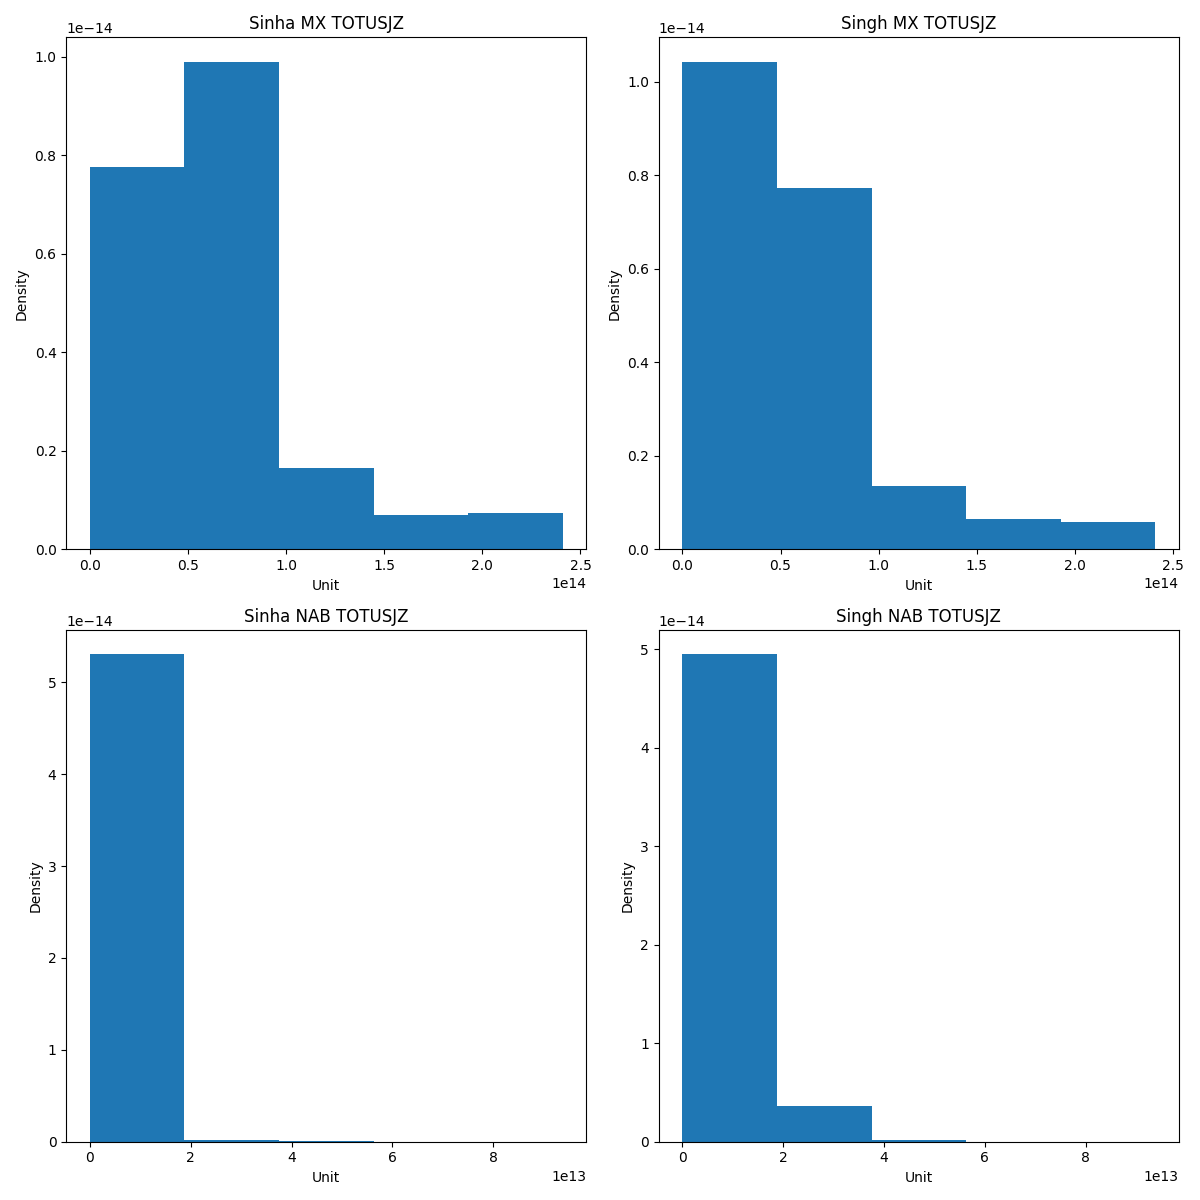 Sinha MX TOTUSJZ
1e−14
1.0
0.8
0.6
0.4
0.2
0.0
Density
0.0 0.5 1.0 1.5 2.0 2.5
1e14
Unit
Singh MX TOTUSJZ
1e−14
1.0
0.8
0.6
0.4
0.2
0.0
Density
0.0 0.5 1.0 1.5 2.0 2.5
1e14
Unit
Sinha NAB TOTUSJZ
1e−14
5
4
3
2
1
0
Density
0 2 4 6 8
1e13
Unit
Singh NAB TOTUSJZ
1e−14
5
4
3
2
1
0
Density
0 2 4 6 8
1e13
Unit